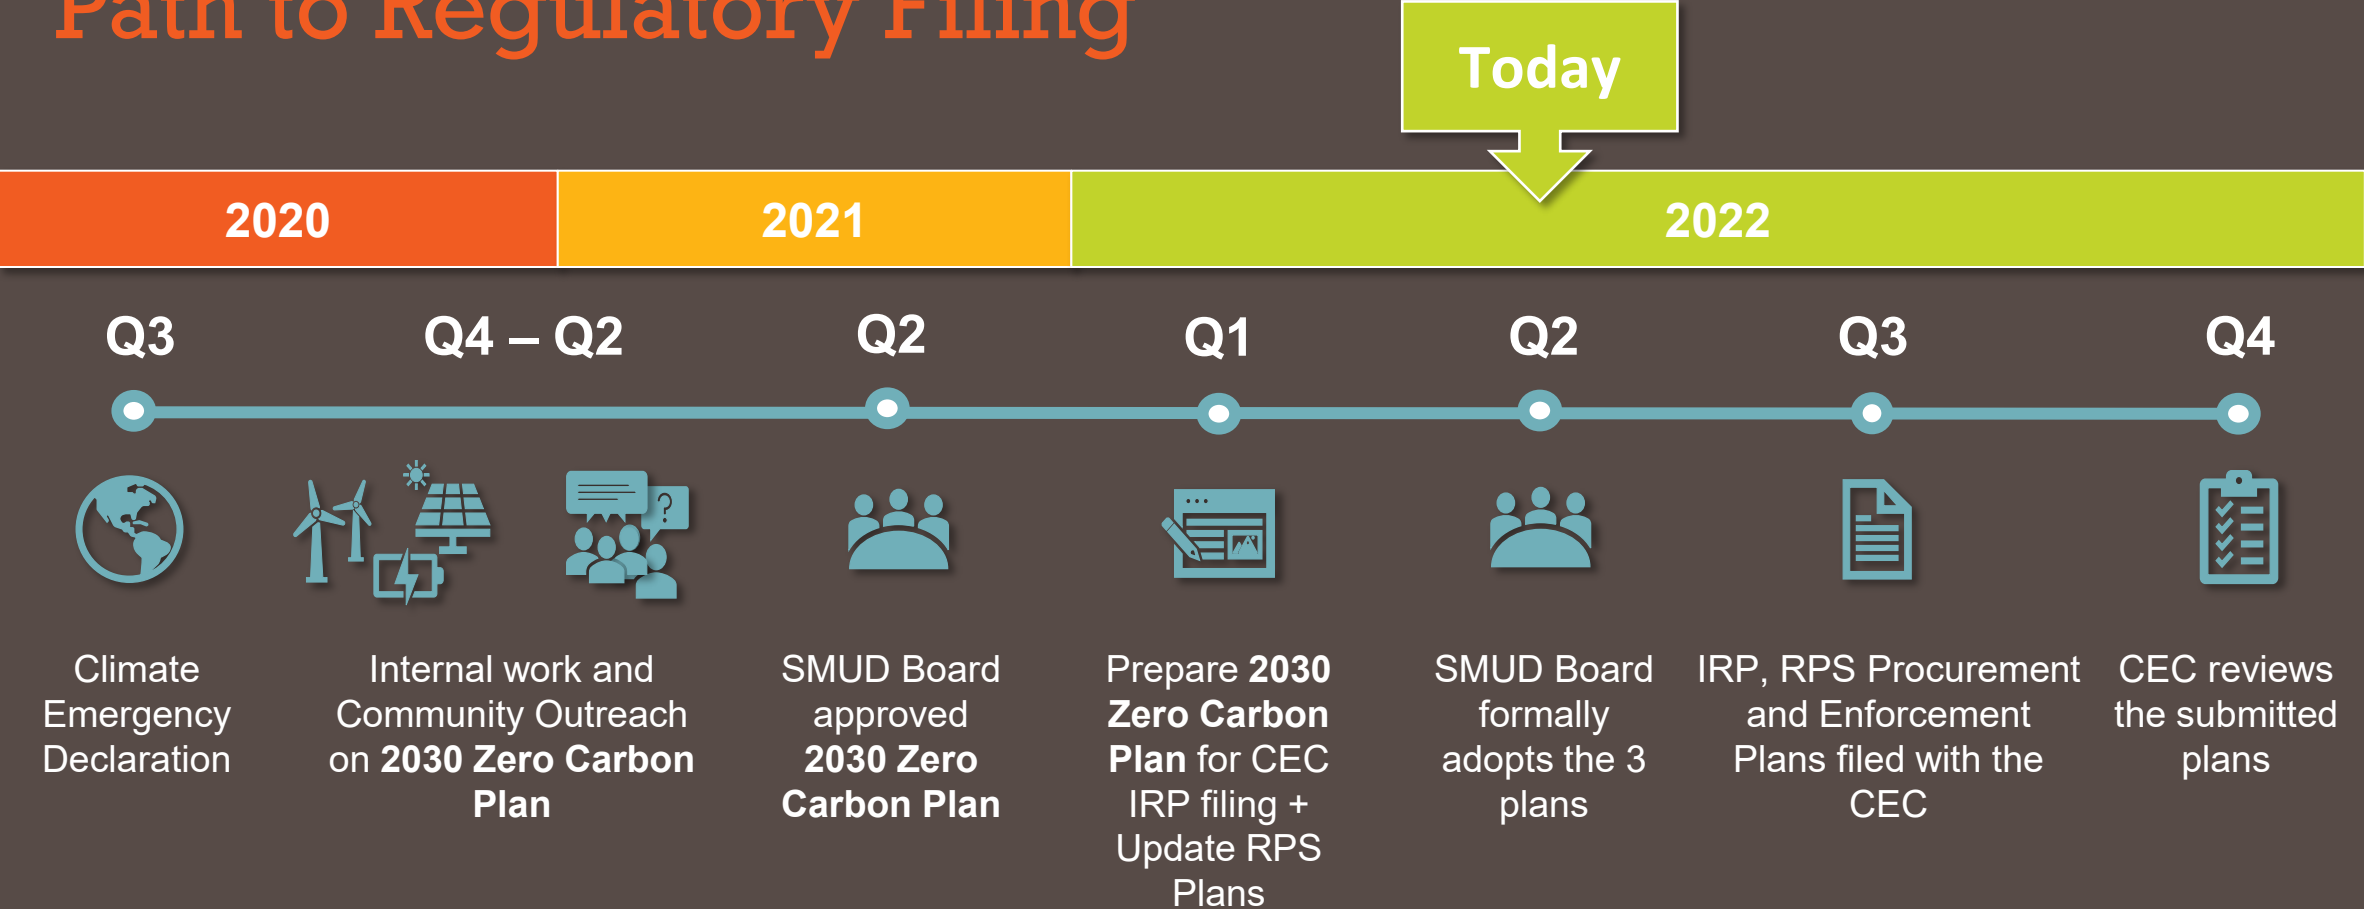 Path to Regulatory Filing
Today
2020
2021
2022
Q3
Q4 – Q2
Q2
Q1
Q2
Q3
Q4
?
Climate
Emergency
Declaration
Internal work and
Community Outreach
on 2030 Zero Carbon
Plan
SMUD Board
approved
2030 Zero
Carbon Plan
Prepare 2030
Zero Carbon
Plan for CEC
IRP filing +
Update RPS
Plans
SMUD Board
formally
adopts the 3
plans
IRP, RPS Procurement
and Enforcement
Plans filed with the
CEC
CEC reviews
the submitted
plans